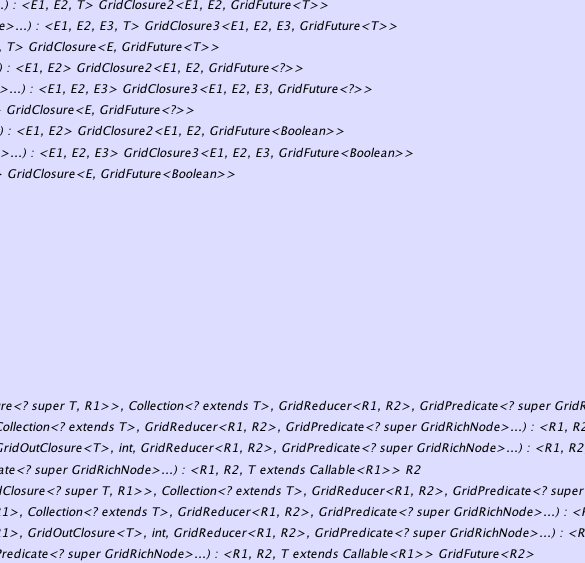 ..) : <E1, E2, T> GridClosure2<E1, E2, GridFuture<T>>
e>...) : <E1, E2, E3, T> GridClosure3<E1, E2, E3, GridFuture<T>>
, T> GridClosure<E, GridFuture<T>>
) : <E1, E2> GridClosure2<E1, E2, GridFuture<?>>
>...) : <E1, E2, E3> GridClosure3<E1, E2, E3, GridFuture<?>>
> GridClosure<E, GridFuture<?>>
) : <E1, E2> GridClosure2<E1, E2, GridFuture<Boolean>>
>...) : <E1, E2, E3> GridClosure3<E1, E2, E3, GridFuture<Boolean>>
> GridClosure<E, GridFuture<Boolean>>
ure<? super T, R1>>, Collection<? extends T>, GridReducer<R1, R2>, GridPredicate<? super GridR
Collection<? extends T>, GridReducer<R1, R2>, GridPredicate<? super GridRichNode>...) : <R1, R2
GridOutClosure<T>, int, GridReducer<R1, R2>, GridPredicate<? super GridRichNode>...) : <R1, R2
ate<? super GridRichNode>...) : <R1, R2, T extends Callable<R1>> R2
dClosure<? super T, R1>>, Collection<? extends T>, GridReducer<R1, R2>, GridPredicate<? super
R1>, Collection<? extends T>, GridReducer<R1, R2>, GridPredicate<? super GridRichNode>...) : <R
R1>, GridOutClosure<T>, int, GridReducer<R1, R2>, GridPredicate<? super GridRichNode>...) : <R
Predicate<? super GridRichNode>...) : <R1, R2, T extends Callable<R1>> GridFuture<R2>